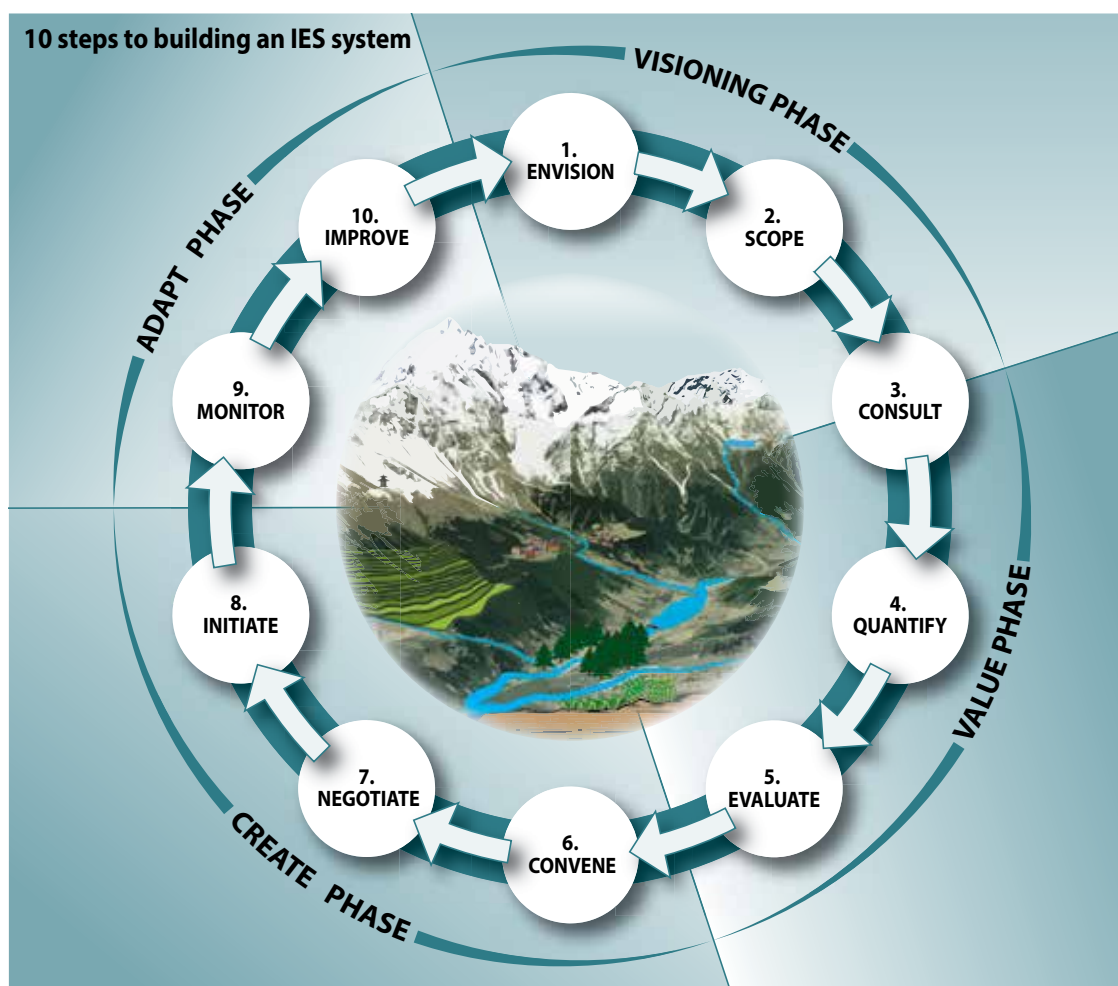 10 steps to building an IES system
VISIONING PHASE
1.
ENVISION
2.
SCOPE
3.
CONSULT
VALUE PHASE
4.
QUANTIFY
5.
EVALUATE
6.
CONVENE
CREATE PHASE
7.
NEGOTIATE
8.
INITIATE
ADAPT PHASE
9.
MONITOR
10.
IMPROVE